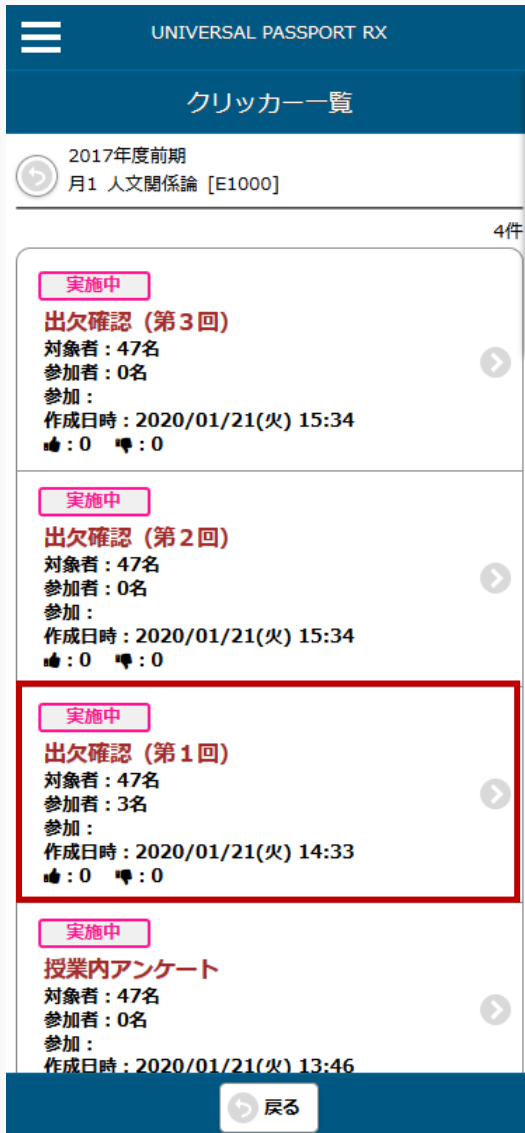 UNIVERSAL PASSPORT RX
クリッカー一覧
2017年度前期
月1 人文関係論 [E1000]
4件
実施中
出欠確認（第３回）
対象者：47名
参加者：0名
参加：
作成日時：2020/01/21(火) 15:34
：0 ：0
実施中
出欠確認（第２回）
対象者：47名
参加者：0名
参加：
作成日時：2020/01/21(火) 15:34
：0 ：0
実施中
出欠確認（第１回）
対象者：47名
参加者：3名
参加：
作成日時：2020/01/21(火) 14:33
：0 ：0
実施中
授業内アンケート
対象者：47名
参加者：0名
参加：
作成日時：2020/01/21(火) 13:46
戻る